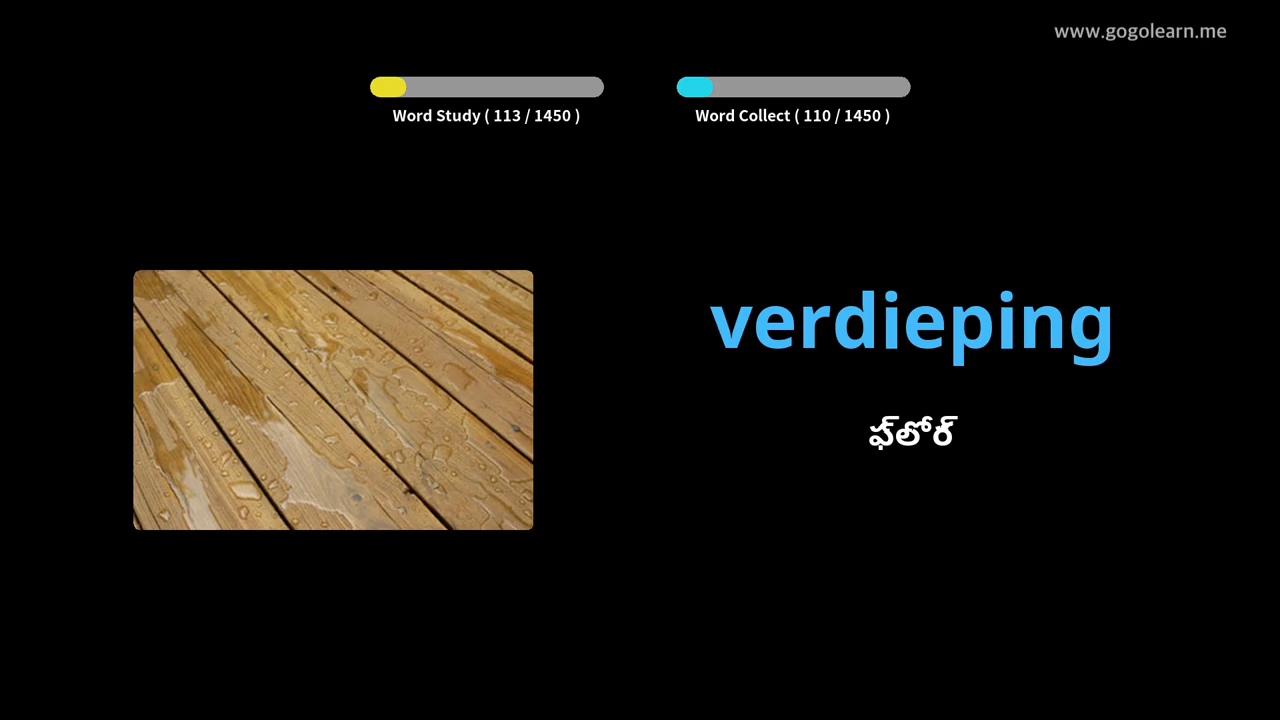 www.gogolearn.me
Word Study ( 113 / 1450 )
Word Collect ( 110 / 1450 )
verdieping
ఫ్‌లోర్